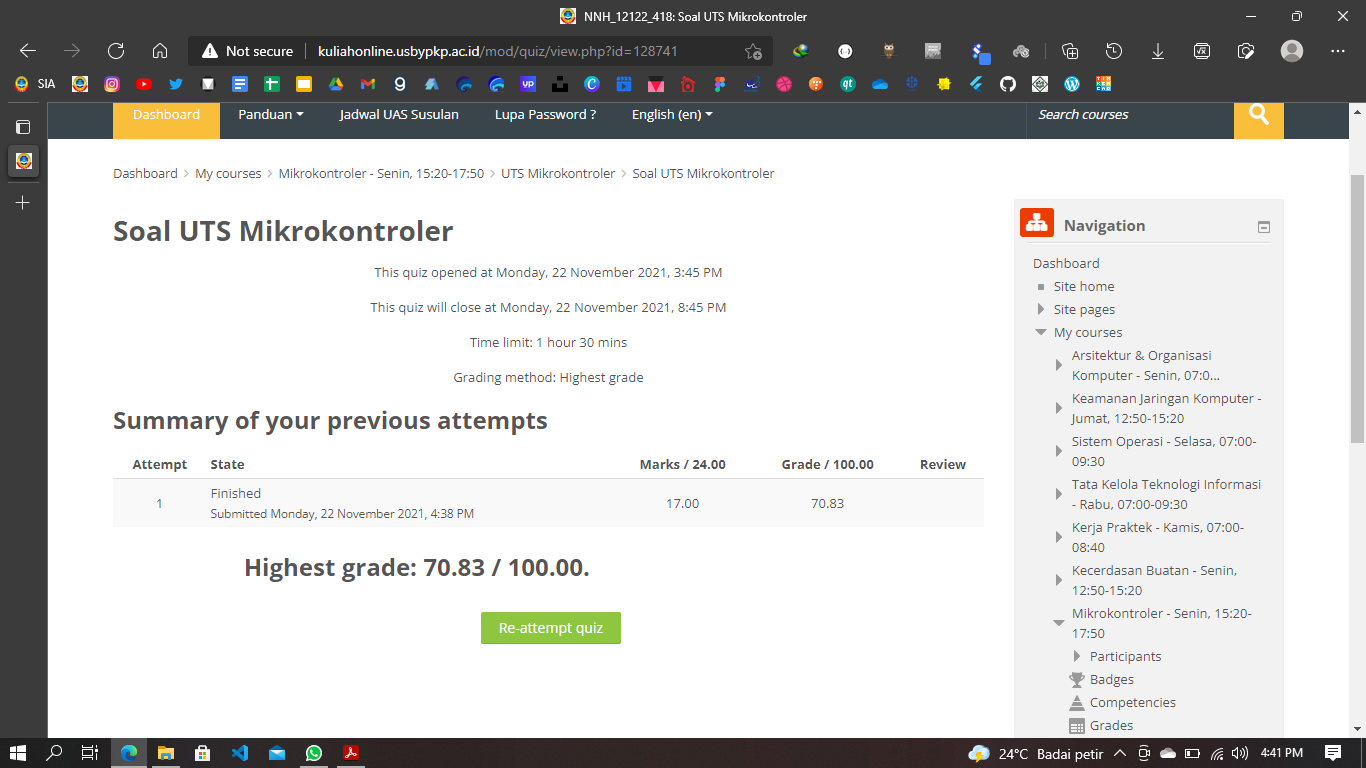 NNH_12122_418: Soal UTS Mikrokontroler
Not secure
kuliahonline.usbypkp.ac.id/mod/quiz/view.php?id=128741
SIA
Dashboard
Panduan
Jadwal UAS Susulan
Lupa Password ?
English (en)
Search courses
Dashboard > My courses > Mikrokontroler - Senin, 15:20-17:50 > UTS Mikrokontroler > Soal UTS Mikrokontroler
Soal UTS Mikrokontroler
This quiz opened at Monday, 22 November 2021, 3:45 PM
This quiz will close at Monday, 22 November 2021, 8:45 PM
Time limit: 1 hour 30 mins
Grading method: Highest grade
Summary of your previous attempts
Attempt State Marks / 24.00 Grade / 100.00 Review
1 Finished 17.00 70.83
Submitted Monday, 22 November 2021, 4:38 PM
Highest grade: 70.83 / 100.00.
Re-attempt quiz
Navigation
Dashboard
Site home
Site pages
My courses
Arsitektur & Organisasi
Komputer - Senin, 07:0...
Keamanan Jaringan Komputer -
Jumat, 12:50-15:20
Sistem Operasi - Selasa, 07:00-
09:30
Tata Kelola Teknologi Informasi
- Rabu, 07:00-09:30
Kerja Praktek - Kamis, 07:00-
08:40
Kecerdasan Buatan - Senin,
12:50-15:20
Mikrokontroler - Senin, 15:20-
17:50
Participants
Badges
Competencies
Grades
24°C Badai petir
4:41 PM